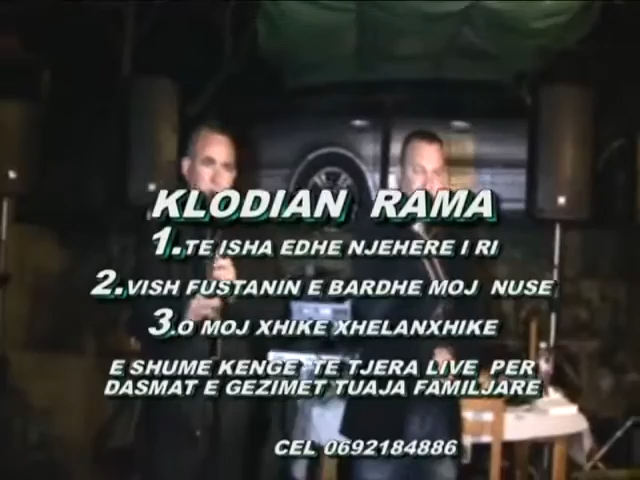 KLODIAN RAMA
1.TE ISHA EDHE NJEHERE I RI
2.VISH FUSTANIN E BARDHE MOJ NUSE
3.O MOJ XHIKE XHELANXHIKE
E SHUME KENGE TE TJERA LIVE PER
DASMAT E GEZIMET TUAJA FAMILJARE
CEL 0692184886